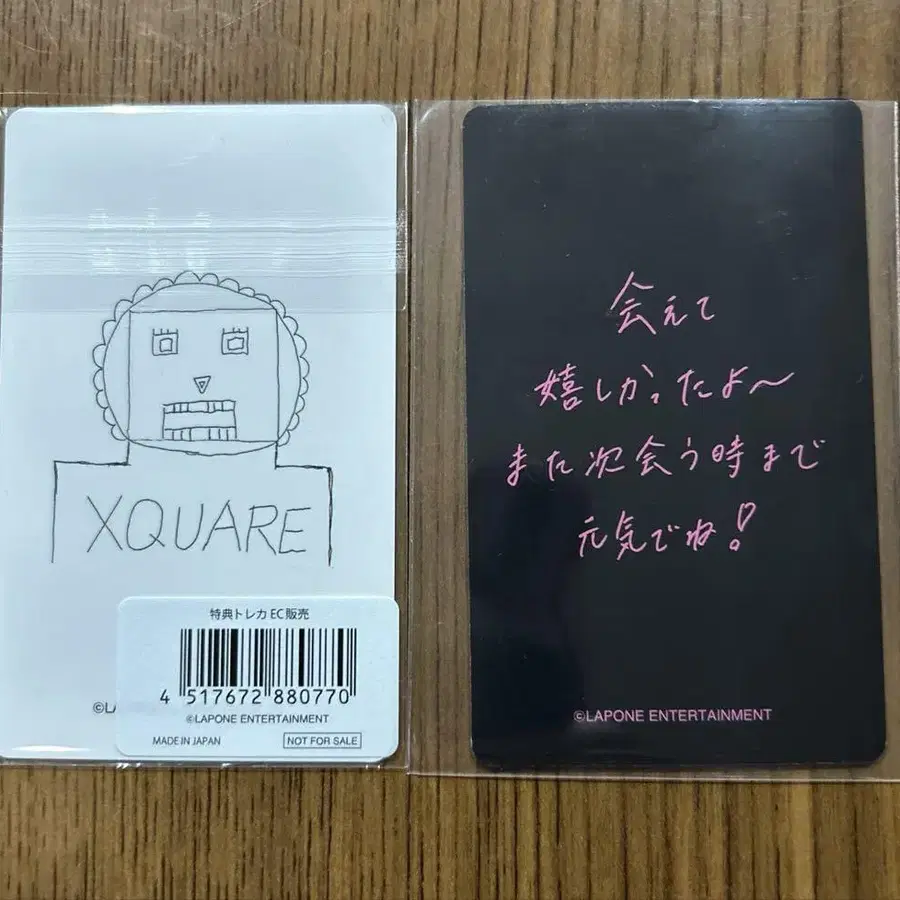 XQUARE
特典トレカ EC販売
4 517672 880770
©LA
©LAPONE ENTERTAINMENT
MADE IN JAPAN
NOT FOR SALE
会えて
嬉しかったよ〜
また次会う時まで
元気でね!
©LAPONE ENTERTAINMENT